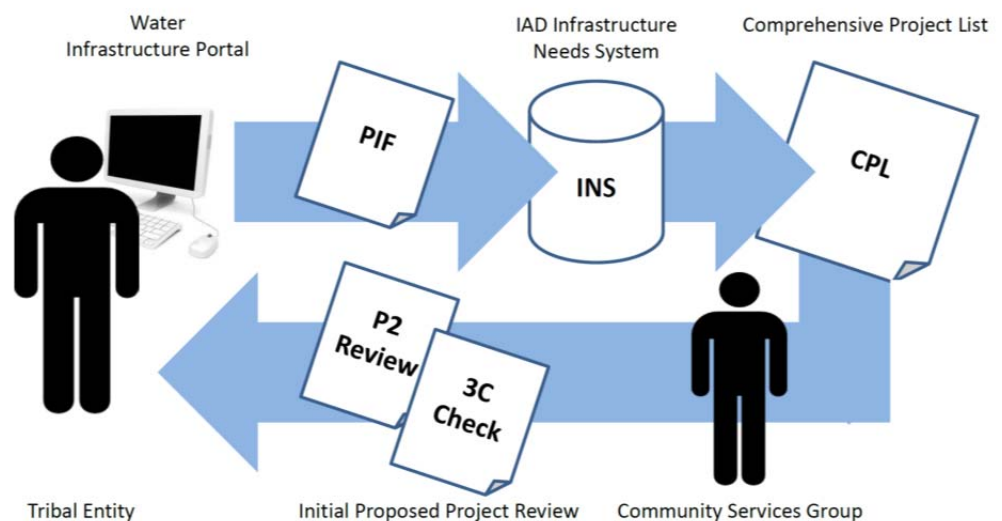 Water
Infrastructure Portal
IAD Infrastructure
Needs System
Comprehensive Project List
PIF
INS
CPL
P2
Review
3C
Check
Tribal Entity
Initial Proposed Project Review
Community Services Group